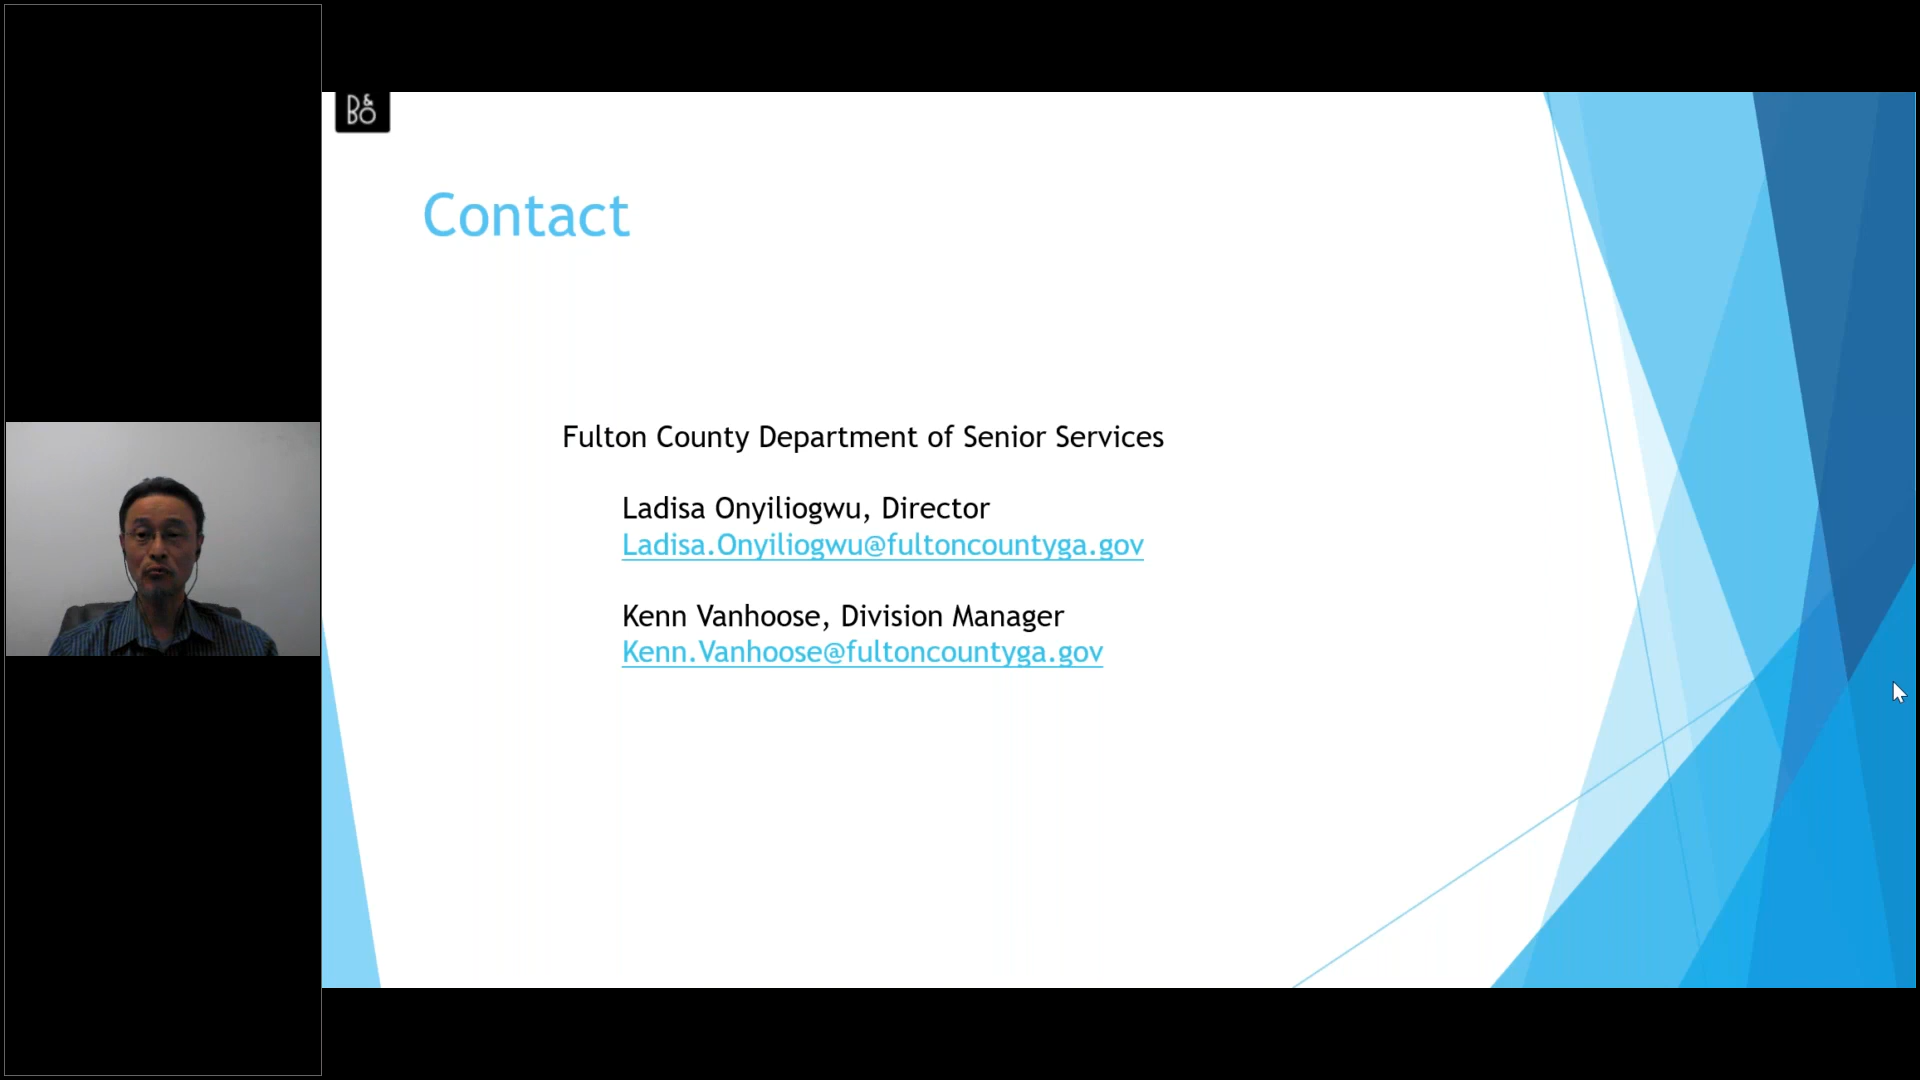 B&O
Contact
Fulton County Department of Senior Services
Ladisa Onyiliogwu, Director
Ladisa.Onyiliogwu@fultoncountyga.gov
Kenn Vanhoose, Division Manager
Kenn.Vanhoose@fultoncountyga.gov